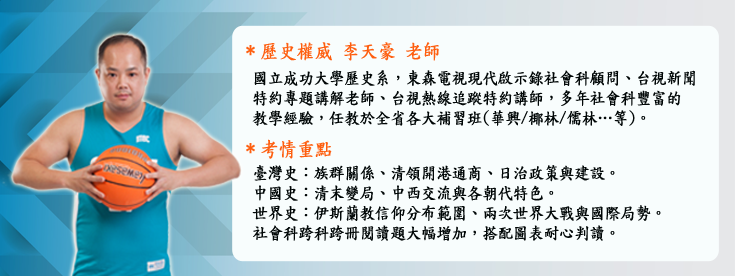 ＊歷史權威 李天豪 老師
國立成功大學歷史系，東森電視現代啟示錄社會科顧問、台視新聞
特約專題講解老師、台視熱線追蹤特約講師，多年社會科豐富的
教學經驗，任教於全省各大補習班(華興/椰林/儒林…等)。
＊考情重點
臺灣史：族群關係、清領開港通商、日治政策與建設。
中國史：清末變局、中西交流與各朝代特色。
世界史：伊斯蘭教信仰分布範圍、兩次世界大戰與國際局勢。
社會科跨科跨冊閱讀題大幅增加，搭配圖表耐心判讀。